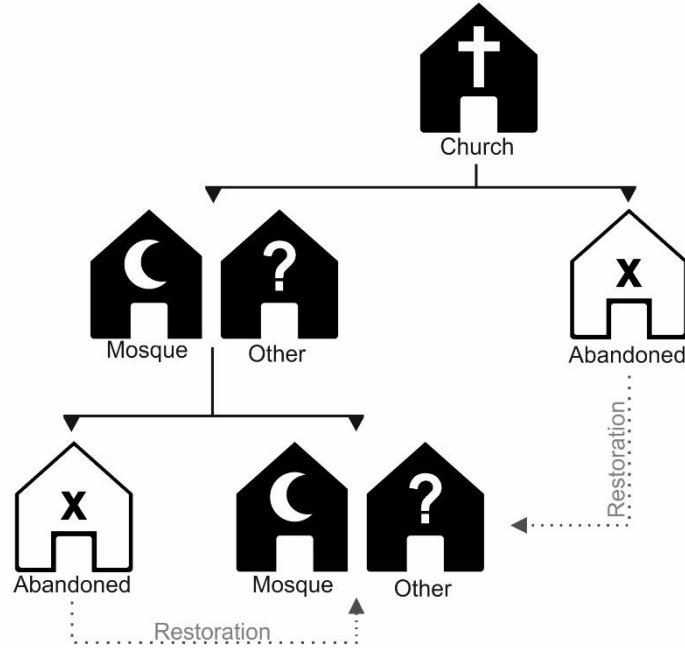 Church
?
Mosque
Other
x
Abandoned
x
?
Restoration
Abandoned
Mosque
Other
Restoration